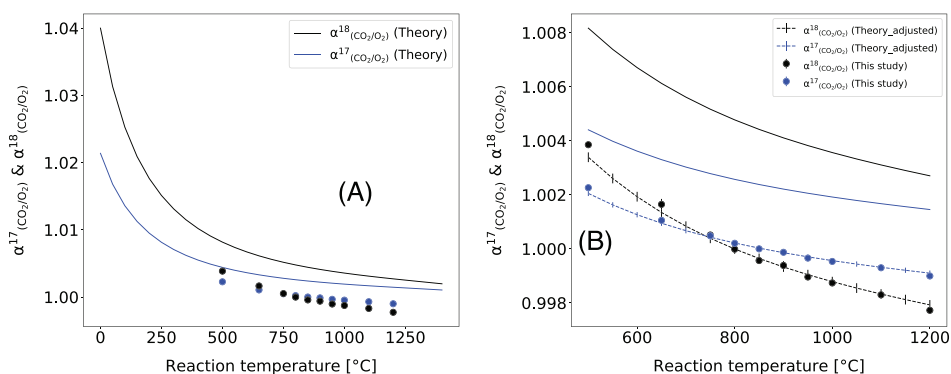 α¹⁷(CO₂/O₂) & α¹⁸(CO₂/O₂)
1.04
1.03
1.02
1.01
1.00
α¹⁸(CO₂/O₂) (Theory)
α¹⁷(CO₂/O₂) (Theory)
(A)
0 250 500 750 1000 1250
Reaction temperature [°C]
α¹⁷(CO₂/O₂) & α¹⁸(CO₂/O₂)
1.008
1.006
1.004
1.002
1.000
0.998
α¹⁸(CO₂/O₂) (Theory_adjusted)
α¹⁷(CO₂/O₂) (Theory_adjusted)
α¹⁸(CO₂/O₂) (This study)
α¹⁷(CO₂/O₂) (This study)
(B)
600 800 1000 1200
Reaction temperature [°C]